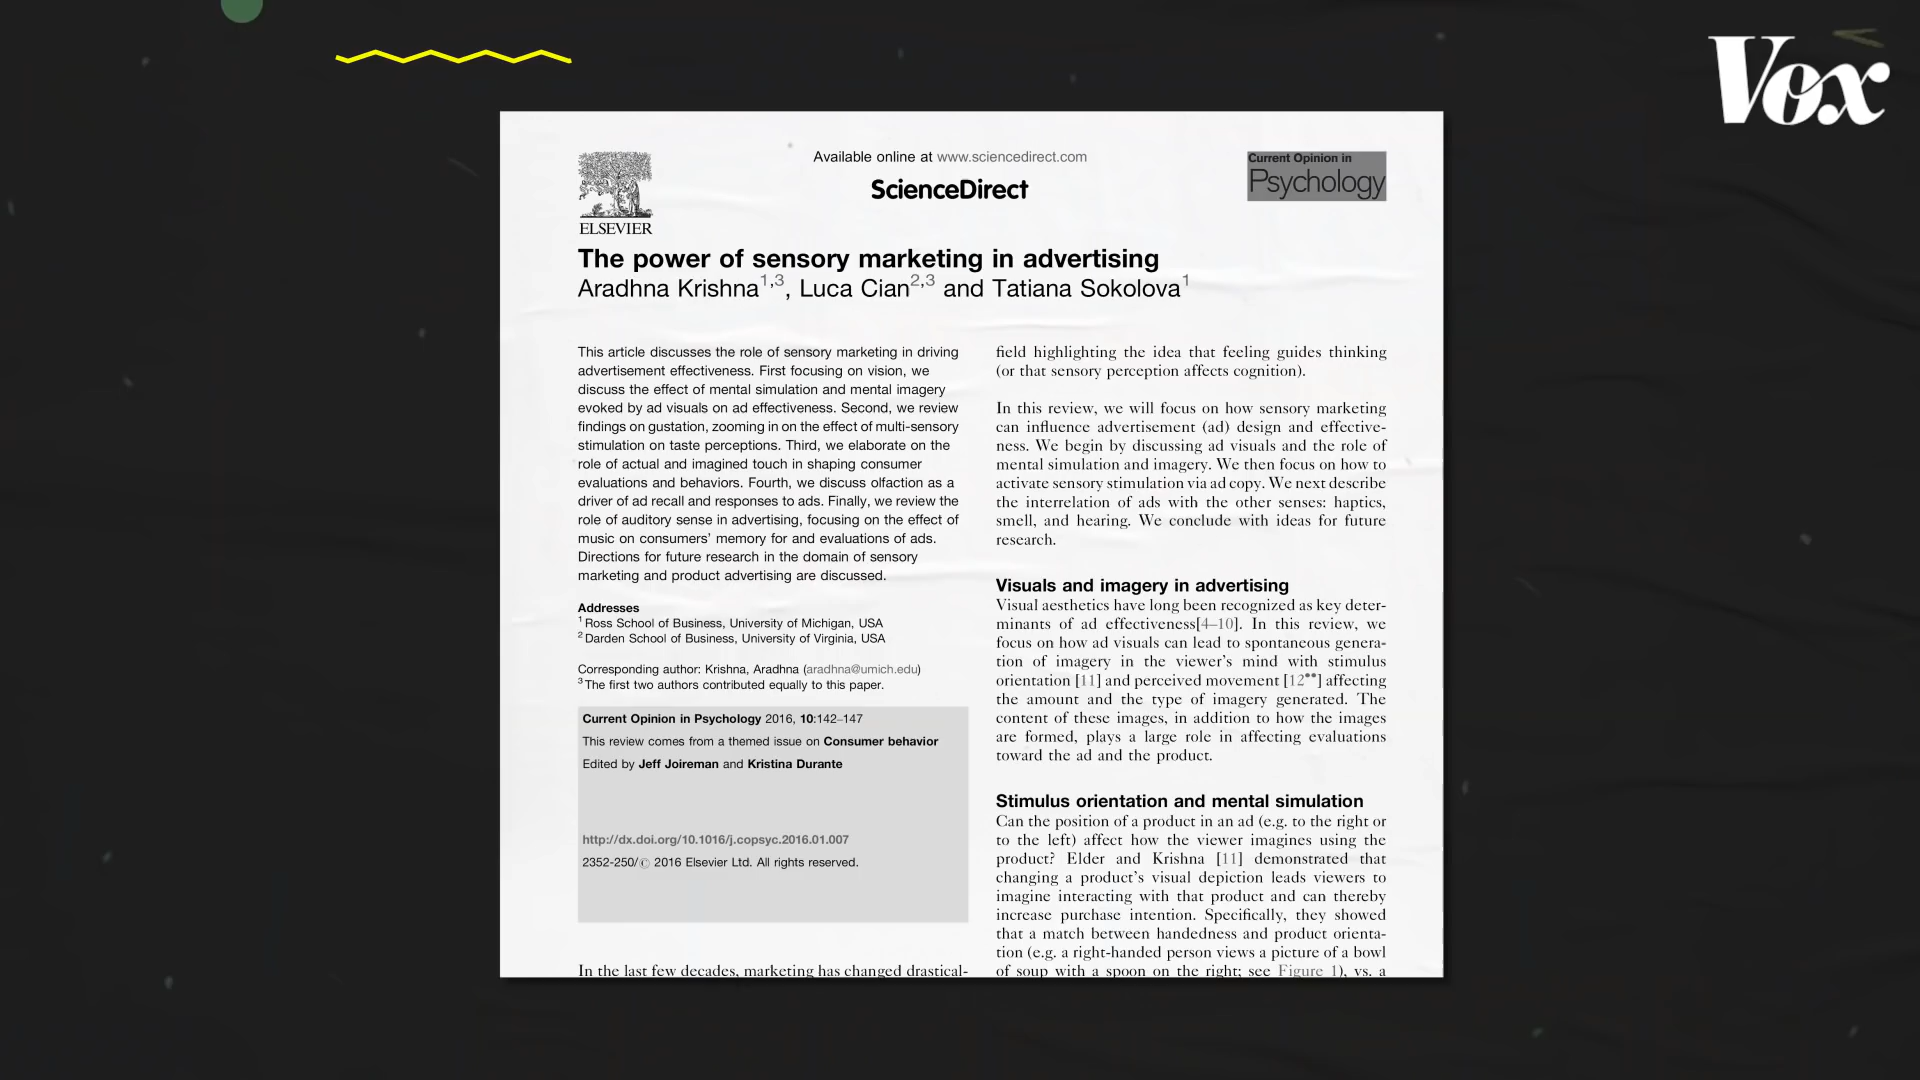 Vox
Available online at www.sciencedirect.com
ScienceDirect
Current Opinion in
Psychology
ELSEVIER
The power of sensory marketing in advertising
Aradhna Krishna1,3, Luca Cian2,3 and Tatiana Sokolova1
This article discusses the role of sensory marketing in driving
advertisement effectiveness. First focusing on vision, we
discuss the effect of mental simulation and mental imagery
evoked by ad visuals on ad effectiveness. Second, we review
findings on gustation, zooming in on the effect of multi-sensory
stimulation on taste perceptions. Third, we elaborate on the
role of actual and imagined touch in shaping consumer
evaluations and behaviors. Fourth, we discuss olfaction as a
driver of ad recall and responses to ads. Finally, we review the
role of auditory sense in advertising, focusing on the effect of
music on consumers' memory for and evaluations of ads.
Directions for future research in the domain of sensory
marketing and product advertising are discussed.
Addresses
1 Ross School of Business, University of Michigan, USA
2 Darden School of Business, University of Virginia, USA
Corresponding author: Krishna, Aradhna (aradhna@umich.edu)
3 The first two authors contributed equally to this paper.
Current Opinion in Psychology 2016, 10:142–147
This review comes from a themed issue on Consumer behavior
Edited by Jeff Joireman and Kristina Durante
http://dx.doi.org/10.1016/j.copsyc.2016.01.007
2352-250/© 2016 Elsevier Ltd. All rights reserved.
In the last few decades, marketing has changed drastical-
field highlighting the idea that feeling guides thinking
(or that sensory perception affects cognition).
In this review, we will focus on how sensory marketing
can influence advertisement (ad) design and effective-
ness. We begin by discussing ad visuals and the role of
mental simulation and imagery. We then focus on how to
activate sensory stimulation via ad copy. We next describe
the interrelation of ads with the other senses: haptics,
smell, and hearing. We conclude with ideas for future
research.
Visuals and imagery in advertising
Visual aesthetics have long been recognized as key deter-
minants of ad effectiveness[4–10]. In this review, we
focus on how ad visuals can lead to spontaneous genera-
tion of imagery in the viewer's mind with stimulus
orientation [11] and perceived movement [12••] affecting
the amount and the type of imagery generated. The
content of these images, in addition to how the images
are formed, plays a large role in affecting evaluations
toward the ad and the product.
Stimulus orientation and mental simulation
Can the position of a product in an ad (e.g. to the right or
to the left) affect how the viewer imagines using the
product? Elder and Krishna [11] demonstrated that
changing a product's visual depiction leads viewers to
imagine interacting with that product and can thereby
increase purchase intention. Specifically, they showed
that a match between handedness and product orienta-
tion (e.g. a right-handed person views a picture of a bowl
of soup with a spoon on the right; see Figure 1), vs. a